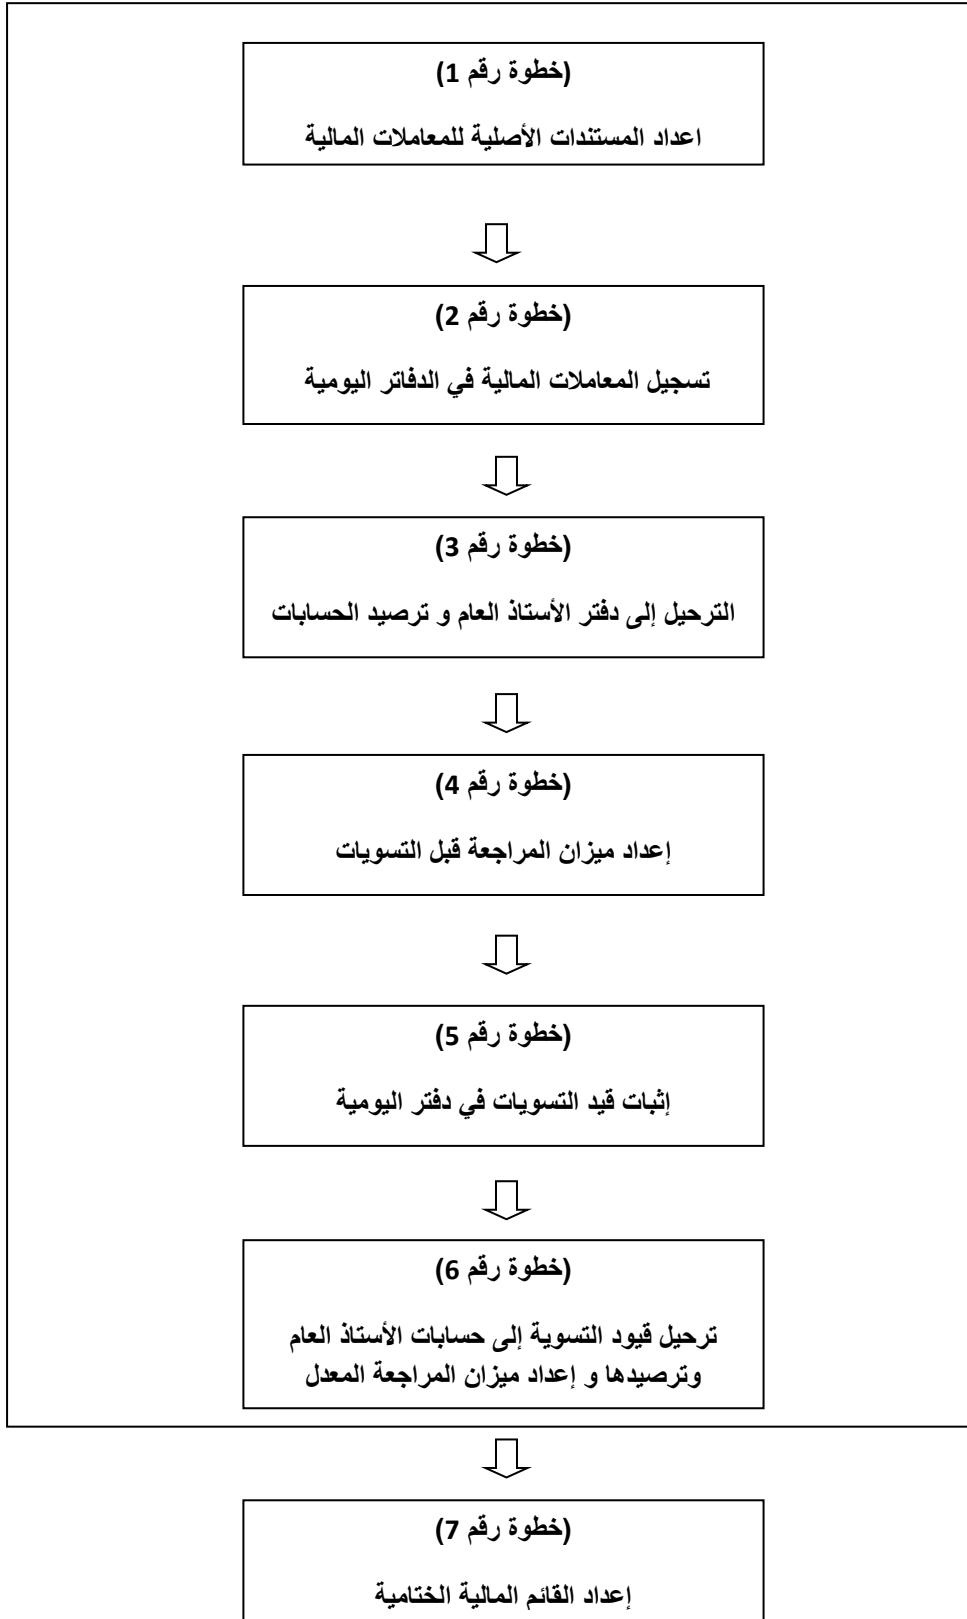 (خطوة رقم 1)
اعداد المستندات الأصلية للمعاملات المالية
(خطوة رقم 2)
تسجيل المعاملات المالية في الدفاتر اليومية
(خطوة رقم 3)
الترحيل إلى دفتر الأستاذ العام و ترصيد الحسابات
(خطوة رقم 4)
إعداد ميزان المراجعة قبل التسويات
(خطوة رقم 5)
إثبات قيد التسويات في دفتر اليومية
(خطوة رقم 6)
ترحيل قيود التسوية إلى حسابات الأستاذ العام
وترصيدها و إعداد ميزان المراجعة المعدل
(خطوة رقم 7)
إعداد القائم المالية الختامية